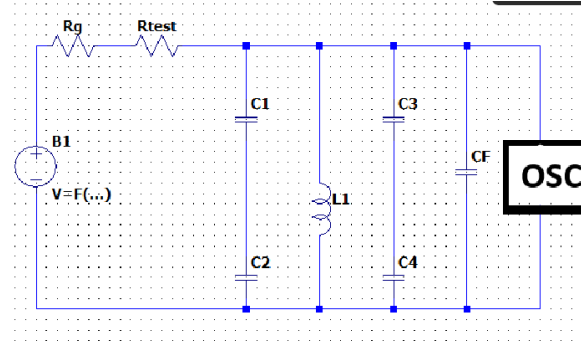 Rg
Rtest
C1
C3
B1
CF
OSC
V=F(...)
L1
C2
C4